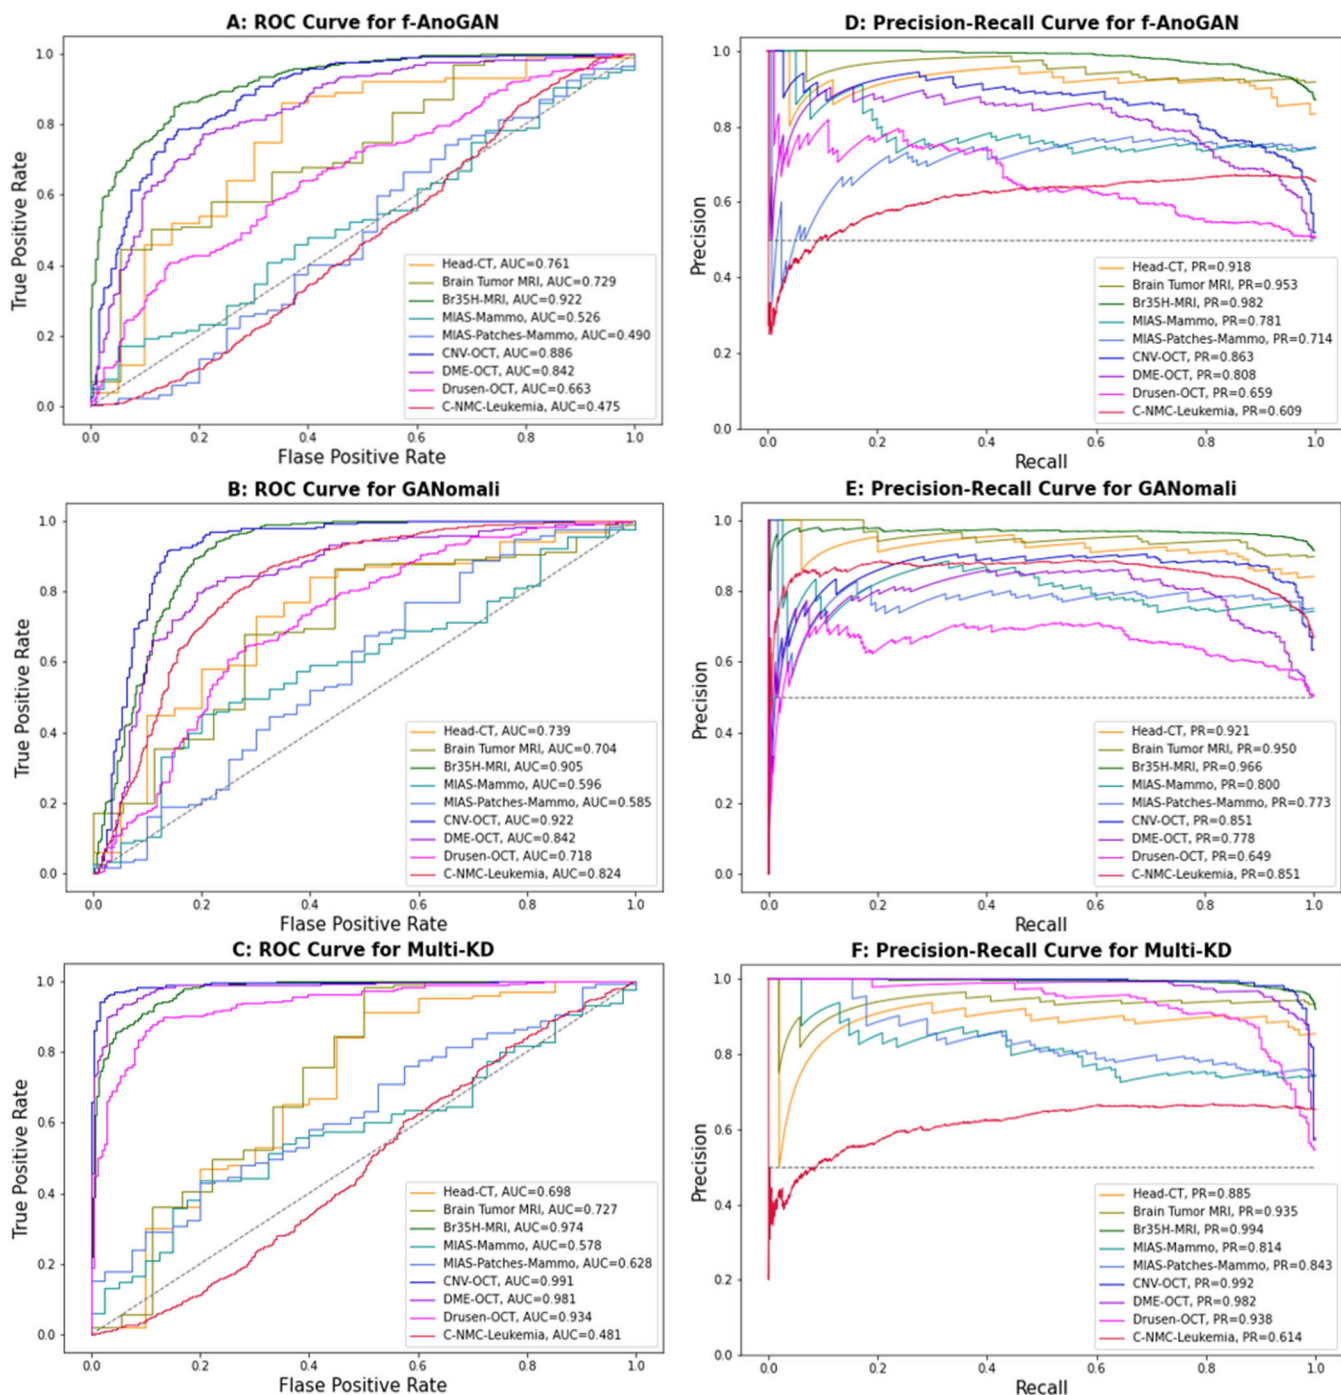 A: ROC Curve for f-AnoGAN
True Positive Rate
1.0
0.8
0.6
0.4
0.2
0.0
Head-CT, AUC=0.761
Brain Tumor MRI, AUC=0.729
Br35H-MRI, AUC=0.922
MIAS-Mammo, AUC=0.526
MIAS-Patches-Mammo, AUC=0.490
CNV-OCT, AUC=0.886
DME-OCT, AUC=0.842
Drusen-OCT, AUC=0.663
C-NMC-Leukemia, AUC=0.475
0.0 0.2 0.4 0.6 0.8 1.0
Flase Positive Rate
D: Precision-Recall Curve for f-AnoGAN
Precision
1.0
0.8
0.6
0.4
0.2
0.0
Head-CT, PR=0.918
Brain Tumor MRI, PR=0.953
Br35H-MRI, PR=0.982
MIAS-Mammo, PR=0.781
MIAS-Patches-Mammo, PR=0.714
CNV-OCT, PR=0.863
DME-OCT, PR=0.808
Drusen-OCT, PR=0.659
C-NMC-Leukemia, PR=0.609
0.0 0.2 0.4 0.6 0.8 1.0
Recall
B: ROC Curve for GANomali
True Positive Rate
1.0
0.8
0.6
0.4
0.2
0.0
Head-CT, AUC=0.739
Brain Tumor MRI, AUC=0.704
Br35H-MRI, AUC=0.905
MIAS-Mammo, AUC=0.596
MIAS-Patches-Mammo, AUC=0.585
CNV-OCT, AUC=0.922
DME-OCT, AUC=0.842
Drusen-OCT, AUC=0.718
C-NMC-Leukemia, AUC=0.824
0.0 0.2 0.4 0.6 0.8 1.0
Flase Positive Rate
E: Precision-Recall Curve for GANomali
Precision
1.0
0.8
0.6
0.4
0.2
0.0
Head-CT, PR=0.921
Brain Tumor MRI, PR=0.950
Br35H-MRI, PR=0.966
MIAS-Mammo, PR=0.800
MIAS-Patches-Mammo, PR=0.773
CNV-OCT, PR=0.851
DME-OCT, PR=0.778
Drusen-OCT, PR=0.649
C-NMC-Leukemia, PR=0.851
0.0 0.2 0.4 0.6 0.8 1.0
Recall
C: ROC Curve for Multi-KD
True Positive Rate
1.0
0.8
0.6
0.4
0.2
0.0
Head-CT, AUC=0.698
Brain Tumor MRI, AUC=0.727
Br35H-MRI, AUC=0.974
MIAS-Mammo, AUC=0.578
MIAS-Patches-Mammo, AUC=0.628
CNV-OCT, AUC=0.991
DME-OCT, AUC=0.981
Drusen-OCT, AUC=0.934
C-NMC-Leukemia, AUC=0.481
0.0 0.2 0.4 0.6 0.8 1.0
Flase Positive Rate
F: Precision-Recall Curve for Multi-KD
Precision
1.0
0.8
0.6
0.4
0.2
0.0
Head-CT, PR=0.885
Brain Tumor MRI, PR=0.935
Br35H-MRI, PR=0.994
MIAS-Mammo, PR=0.814
MIAS-Patches-Mammo, PR=0.843
CNV-OCT, PR=0.992
DME-OCT, PR=0.982
Drusen-OCT, PR=0.938
C-NMC-Leukemia, PR=0.614
0.0 0.2 0.4 0.6 0.8 1.0
Recall